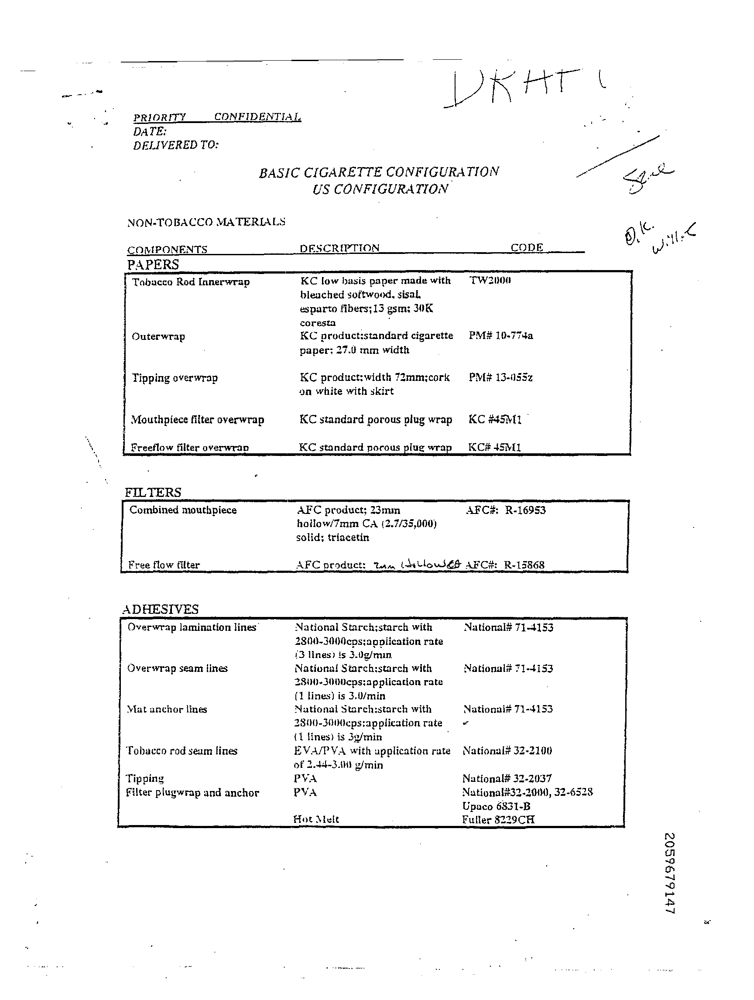 DRAFT
PRIORITY CONFIDENTIAL
DATE:
DELIVERED TO:
BASIC CIGARETTE CONFIGURATION
US CONFIGURATION
O.K.
NON-TOBACCO MATERIALS
COMPONENTS DESCRIPTION CODE
PAPERS
Tobacco Rod Innerwrap KC low basis paper made with TW2000
bleached softwood, sisal,
esparto fibers;13 gsm; 30K
coresta
Outerwrap KC product;standard cigarette PM# 10-774a
paper; 27.0 mm width
Tipping overwrap KC product;width 72mm;cork PM# 13-055z
on white with skirt
Mouthpiece filter overwrap KC standard porous plug wrap KC #45M1
Freeflow filter overwrap KC standard porous plug wrap KC# 45M1
FILTERS
Combined mouthpiece AFC product; 23mm AFC#: R-16953
hollow/7mm CA (2.7/35,000)
solid; triacetin
Free flow filter AFC product: AFC#: R-15868
ADHESIVES
Overwrap lamination lines National Starch;starch with National# 71-4153
2800-3000cps;application rate
(3 lines) is 3.0g/min
Overwrap seam lines National Starch;starch with National# 71-4153
2800-3000cps;application rate
(1 lines) is 3.0/min
Mat anchor lines National Starch;starch with National# 71-4153
2800-3000cps;application rate
(1 lines) is 3g/min
Tobacco rod seam lines EVA/PVA with application rate National# 32-2100
of 2.44-3.00 g/min
Tipping PVA National# 32-2037
Filter plugwrap and anchor PVA National#32-2000, 32-6528
Upaco 6831-B
Hot Melt Fuller 8229CH
2059679147